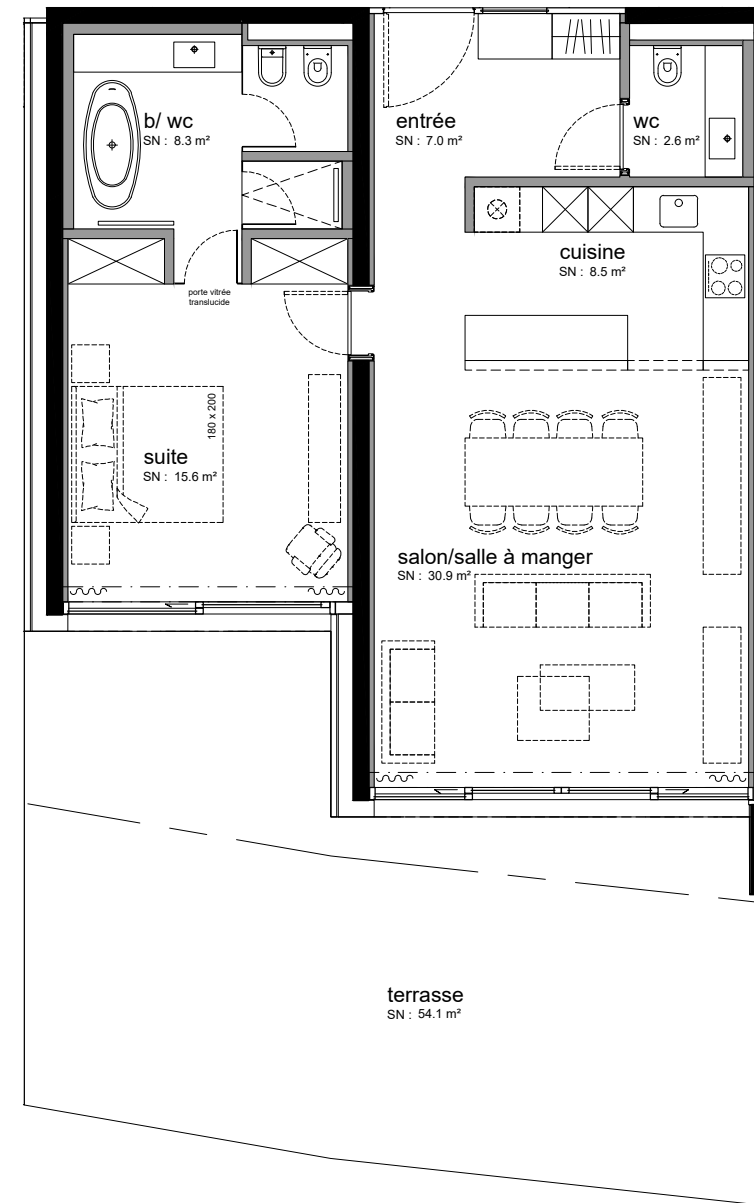 b/ wc
SN : 8.3 m²
entrée
SN : 7.0 m²
wc
SN : 2.6 m²
cuisine
SN : 8.5 m²
porte vitrée
translucide
180 x 200
suite
SN : 15.6 m²
salon/salle à manger
SN : 30.9 m²
terrasse
SN : 54.1 m²